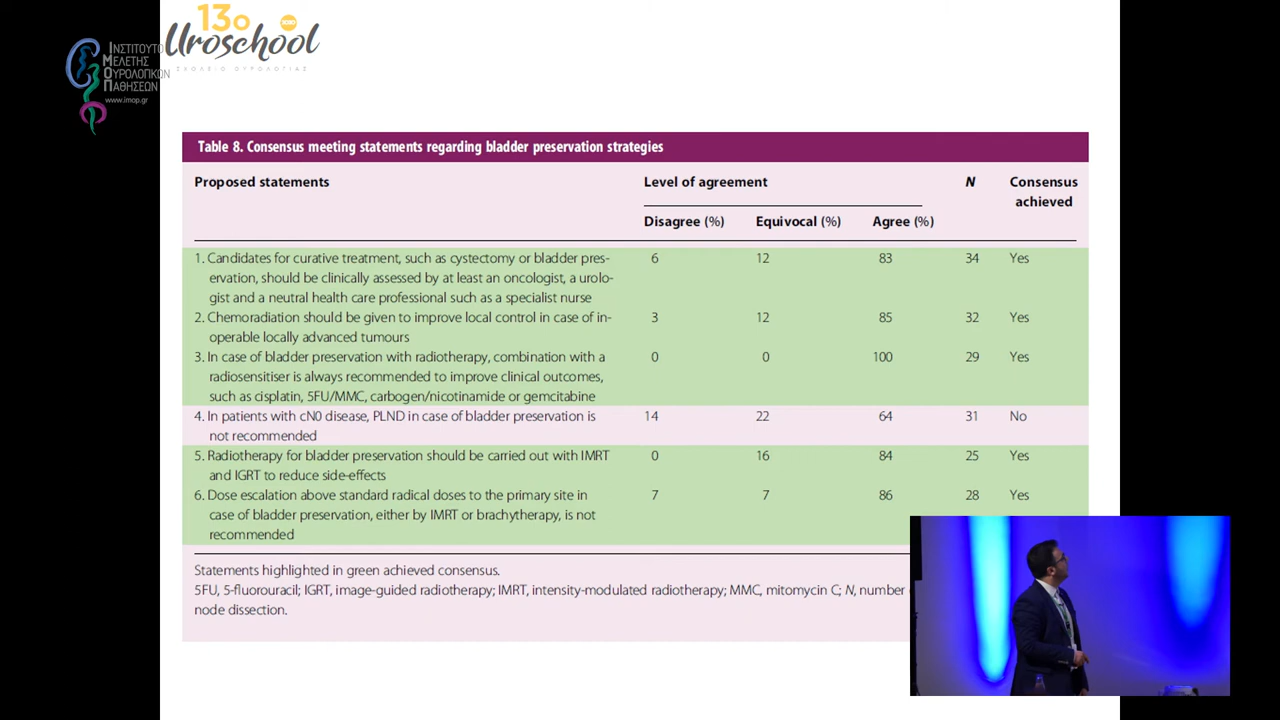 13ο
ΙΜΟΠ
Uroschool
ΣΧΟΛΕΙΟ ΟΥΡΟΛΟΓΙΑΣ
ΙΝΣΤΙΤΟΥΤΟ
ΜΕΛΕΤΗΣ
ΟΥΡΟΛΟΓΙΚΩΝ
ΠΑΘΗΣΕΩΝ
www.imop.gr
Table 8. Consensus meeting statements regarding bladder preservation strategies
Proposed statements Level of agreement N Consensus achieved
Disagree (%) Equivocal (%) Agree (%)
1. Candidates for curative treatment, such as cystectomy or bladder pres- 6 12 83 34 Yes
ervation, should be clinically assessed by at least an oncologist, a urolo-
gist and a neutral health care professional such as a specialist nurse
2. Chemoradiation should be given to improve local control in case of in- 3 12 85 32 Yes
operable locally advanced tumours
3. In case of bladder preservation with radiotherapy, combination with a 0 0 100 29 Yes
radiosensitiser is always recommended to improve clinical outcomes,
such as cisplatin, 5FU/MMC, carbogen/nicotinamide or gemcitabine
4. In patients with cN0 disease, PLND in case of bladder preservation is 14 22 64 31 No
not recommended
5. Radiotherapy for bladder preservation should be carried out with IMRT 0 16 84 25 Yes
and IGRT to reduce side-effects
6. Dose escalation above standard radical doses to the primary site in 7 7 86 28 Yes
case of bladder preservation, either by IMRT or brachytherapy, is not
recommended
Statements highlighted in green achieved consensus.
5FU, 5-fluorouracil; IGRT, image-guided radiotherapy; IMRT, intensity-modulated radiotherapy; MMC, mitomycin C; N, number
node dissection.